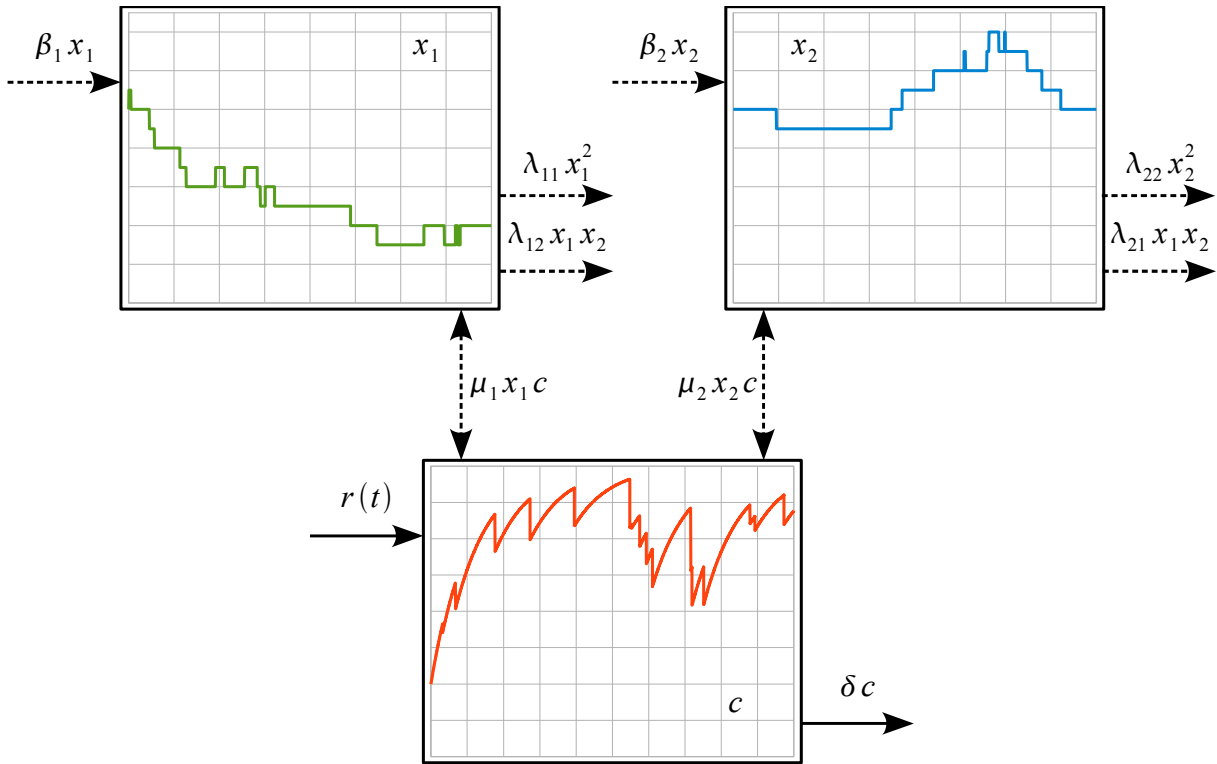 β₁ x₁
x₁
λ₁₁ x₁²
λ₁₂ x₁ x₂
β₂ x₂
x₂
λ₂₂ x₂²
λ₂₁ x₁ x₂
μ₁ x₁ c
μ₂ x₂ c
r(t)
c
δ c